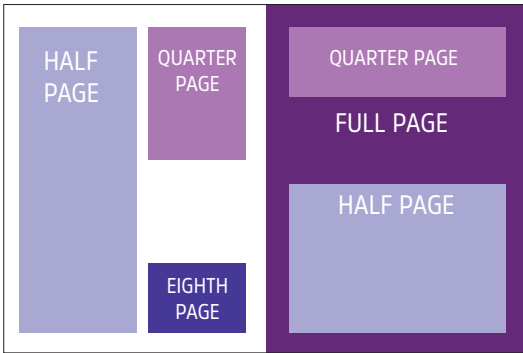 HALF
PAGE
QUARTER
PAGE
EIGHTH
PAGE
QUARTER PAGE
FULL PAGE
HALF PAGE